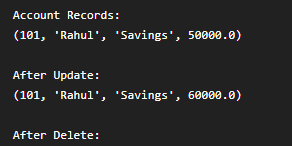 Account Records:
(101, 'Rahul', 'Savings', 50000.0)
After Update:
(101, 'Rahul', 'Savings', 60000.0)
After Delete: